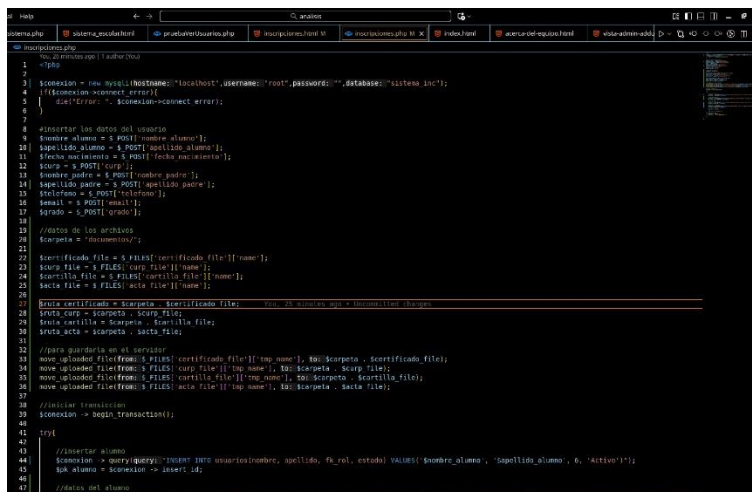 al Help
analisis
sistema.php sistema_escolar.html pruebaVerUsuarios.php inscripciones.html M inscripciones.php M X index.html acerca-del-equipo.html vista-admin-addu
inscripciones.php
You, 26 minutes ago | 1 author (You)
1 <?php
2
3 $conexion = new mysqli(hostname: "localhost",username: "root",password: "",database: "sistema_inc");
4 if($conexion->connect_error){
5 die("Error: ". $conexion->connect_error);
6 }
7
8 #insertar los datos del usuario
9 $nombre_alumno = $_POST['nombre_alumno'];
10 $apellido_alumno = $_POST['apellido_alumno'];
11 $fecha_nacimiento = $_POST['fecha_nacimiento'];
12 $curp = $_POST['curp'];
13 $nombre_padre = $_POST['nombre_padre'];
14 $apellido_padre = $_POST['apellido_padre'];
15 $telefono = $_POST['telefono'];
16 $email = $_POST['email'];
17 $grado = $_POST['grado'];
18
19 //datos de los archivos
20 $carpeta = "documentos/";
21
22 $certificado_file = $_FILES['certificado_file']['name'];
23 $curp_file = $_FILES['curp_file']['name'];
24 $cartilla_file = $_FILES['cartilla_file']['name'];
25 $acta_file = $_FILES['acta_file']['name'];
26
27 $ruta_certificado = $carpeta . $certificado_file; You, 25 minutes ago • Uncommitted changes
28 $ruta_curp = $carpeta . $curp_file;
29 $ruta_cartilla = $carpeta . $cartilla_file;
30 $ruta_acta = $carpeta . $acta_file;
31
32 //para guardarla en el servidor
33 move_uploaded_file(from: $_FILES['certificado_file']['tmp_name'], to: $carpeta . $certificado_file);
34 move_uploaded_file(from: $_FILES['curp_file']['tmp_name'], to: $carpeta . $curp_file);
35 move_uploaded_file(from: $_FILES['cartilla_file']['tmp_name'], to: $carpeta . $cartilla_file);
36 move_uploaded_file(from: $_FILES['acta_file']['tmp_name'], to: $carpeta . $acta_file);
37
38 //iniciar transiccion
39 $conexion -> begin_transaction();
40
41 try{
42
43 //insertar alumno
44 $conexion -> query(query: "INSERT INTO usuarios(nombre, apellido, fk_rol, estado) VALUES('$nombre_alumno', '$apellido_alumno', 6, 'Activo')");
45 $pk_alumno = $conexion -> insert_id;
46
47 //datos del alumno